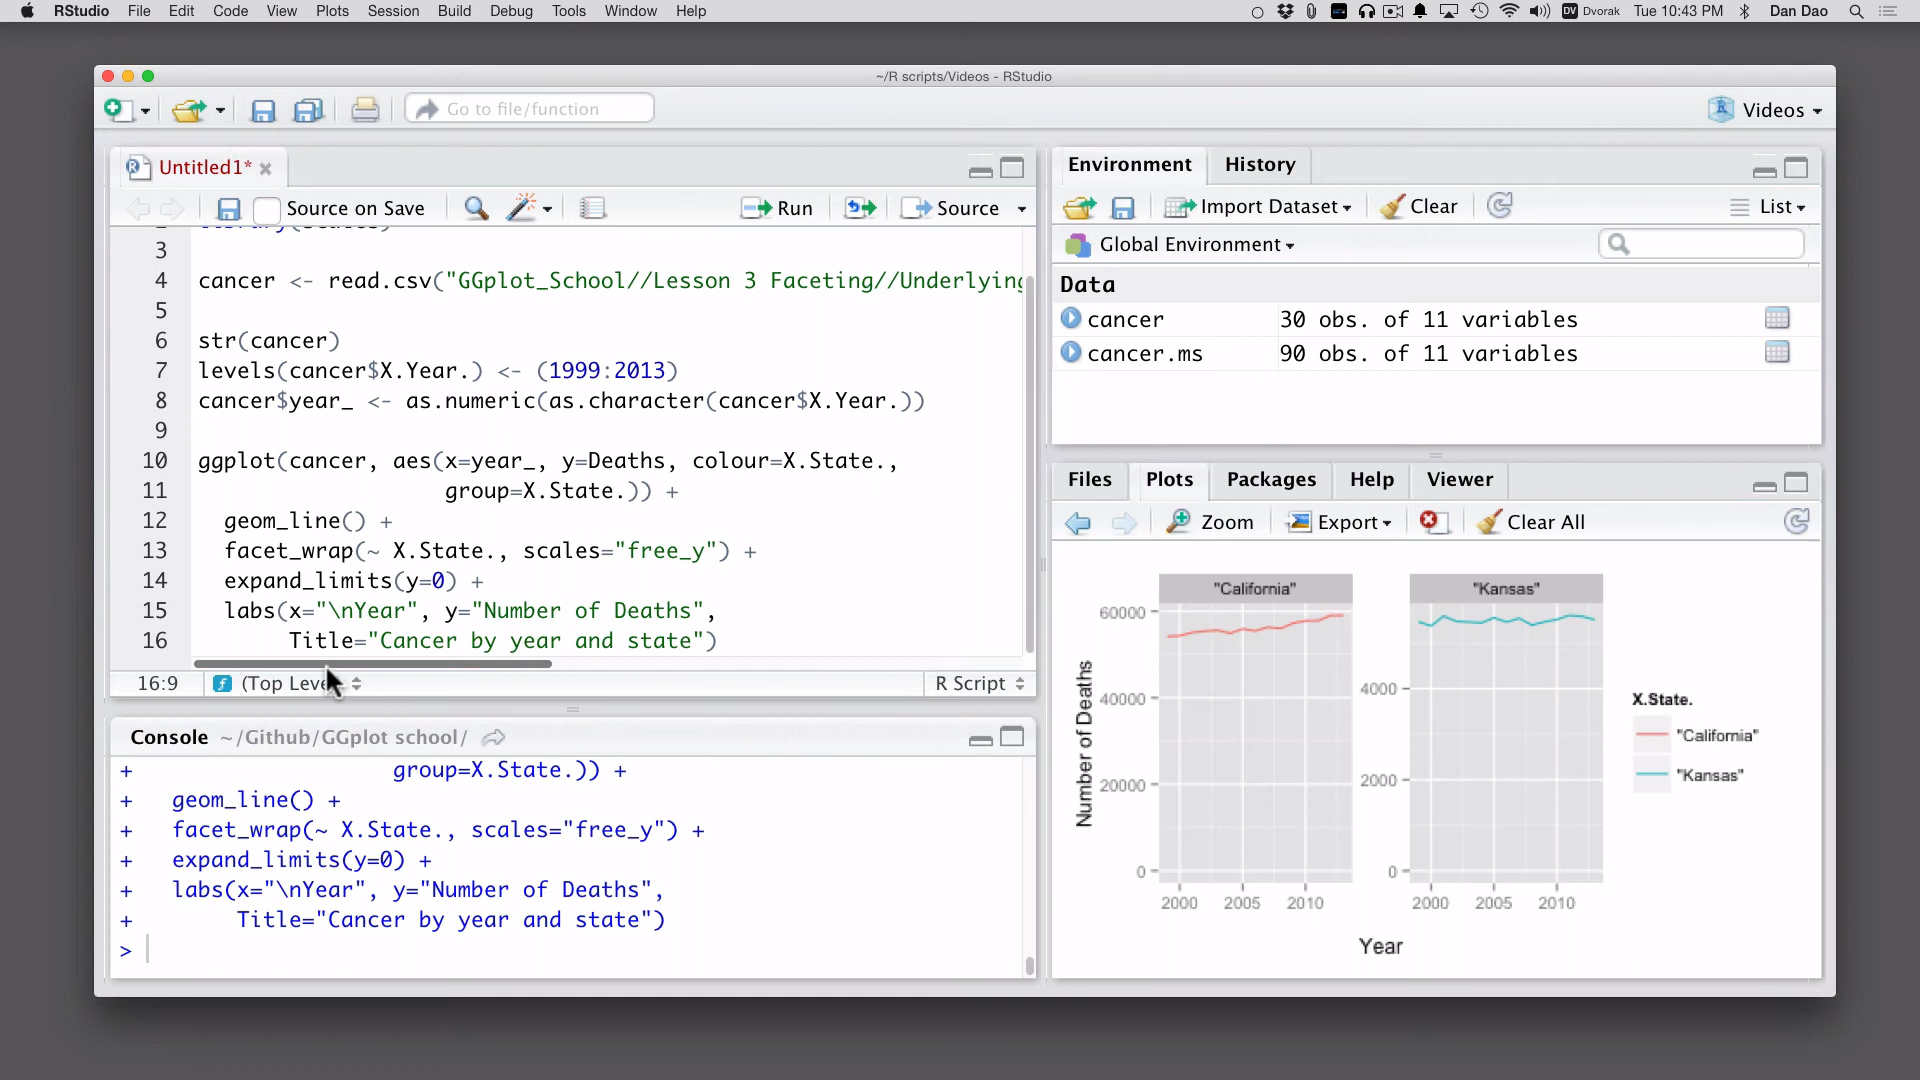 RStudio File Edit Code View Plots Session Build Debug Tools Window Help
DV Dvorak Tue 10:43 PM Dan Dao
~/R scripts/Videos - RStudio
Go to file/function
Videos
Untitled1*
Source on Save
Run
Source
3
4 cancer <- read.csv("GGplot_School//Lesson 3 Faceting//Underlying
5
6 str(cancer)
7 levels(cancer$X.Year.) <- (1999:2013)
8 cancer$year_ <- as.numeric(as.character(cancer$X.Year.))
9
10 ggplot(cancer, aes(x=year_, y=Deaths, colour=X.State.,
11 group=X.State.)) +
12 geom_line() +
13 facet_wrap(~ X.State., scales="free_y") +
14 expand_limits(y=0) +
15 labs(x="\nYear", y="Number of Deaths",
16 Title="Cancer by year and state")
16:9
(Top Leve
R Script
Console ~/Github/GGplot school/
+ group=X.State.)) +
+ geom_line() +
+ facet_wrap(~ X.State., scales="free_y") +
+ expand_limits(y=0) +
+ labs(x="\nYear", y="Number of Deaths",
+ Title="Cancer by year and state")
>
Environment History
Import Dataset
Clear
List
Global Environment
Data
cancer 30 obs. of 11 variables
cancer.ms 90 obs. of 11 variables
Files Plots Packages Help Viewer
Zoom
Export
Clear All
"California" "Kansas"
60000
40000
20000
0
4000
2000
0
Number of Deaths
2000 2005 2010 2000 2005 2010
Year
X.State.
"California"
"Kansas"